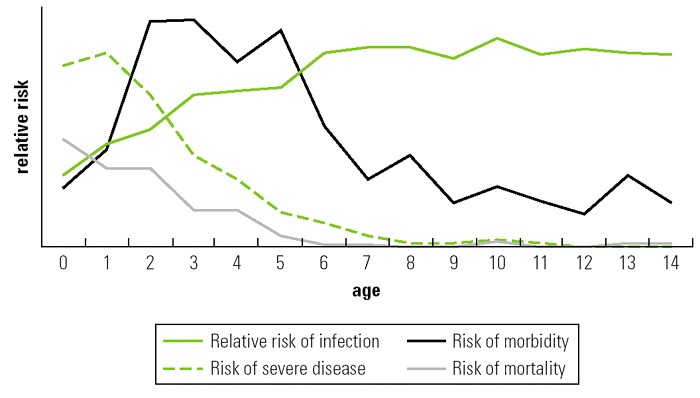 relative risk
0 1 2 3 4 5 6 7 8 9 10 11 12 13 14
age
Relative risk of infection
Risk of morbidity
Risk of severe disease
Risk of mortality